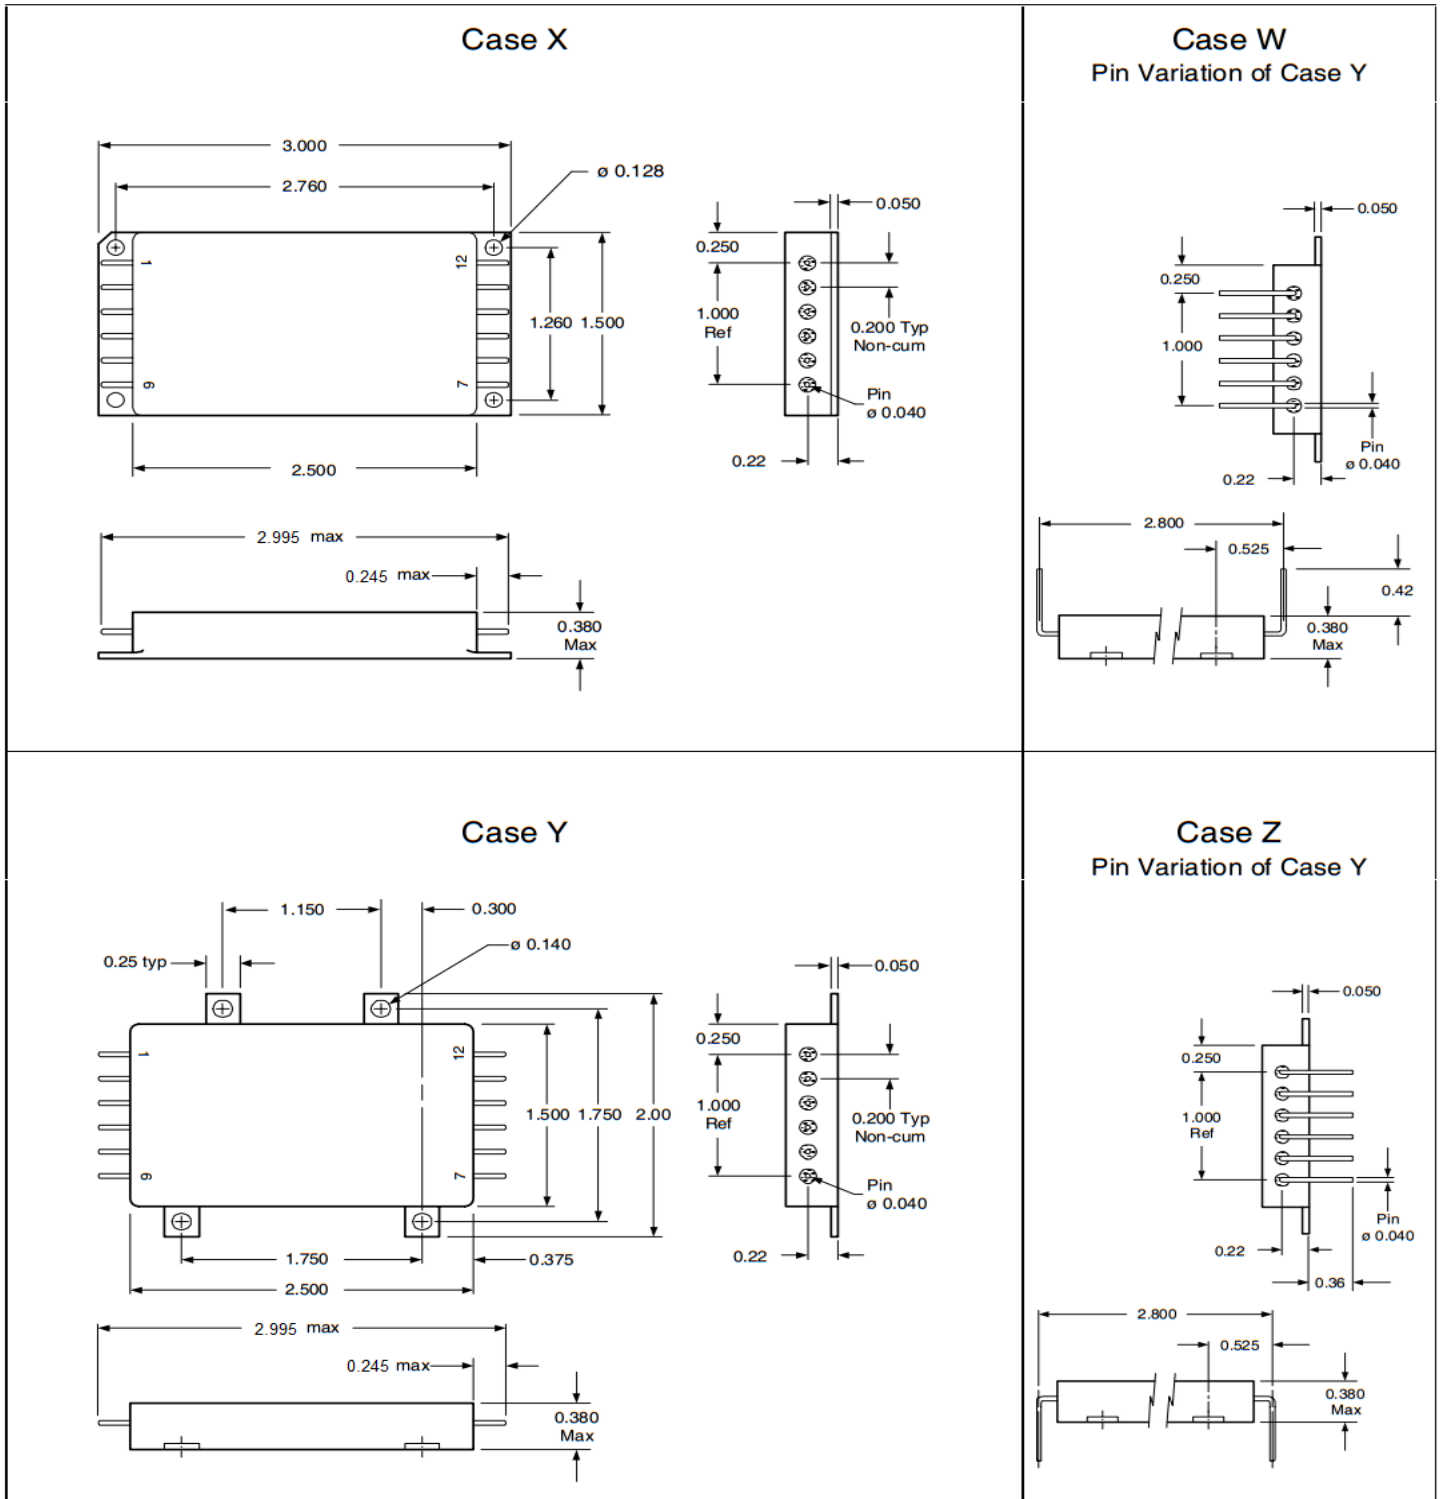 Case X
3.000
2.760
ø 0.128
1
12
6
7
1.260 1.500
2.500
0.050
0.250
1.000
Ref
0.200 Typ
Non-cum
Pin
ø 0.040
0.22
2.995 max
0.245 max
0.380
Max
Case W
Pin Variation of Case Y
0.050
0.250
1.000
Pin
ø 0.040
0.22
2.800
0.525
0.42
0.380
Max
Case Y
1.150
0.300
ø 0.140
0.25 typ
1
12
6
7
1.500 1.750 2.00
1.750
0.375
2.500
0.050
0.250
1.000
Ref
0.200 Typ
Non-cum
Pin
ø 0.040
0.22
2.995 max
0.245 max
0.380
Max
Case Z
Pin Variation of Case Y
0.050
0.250
1.000
Ref
Pin
ø 0.040
0.22
0.36
2.800
0.525
0.380
Max